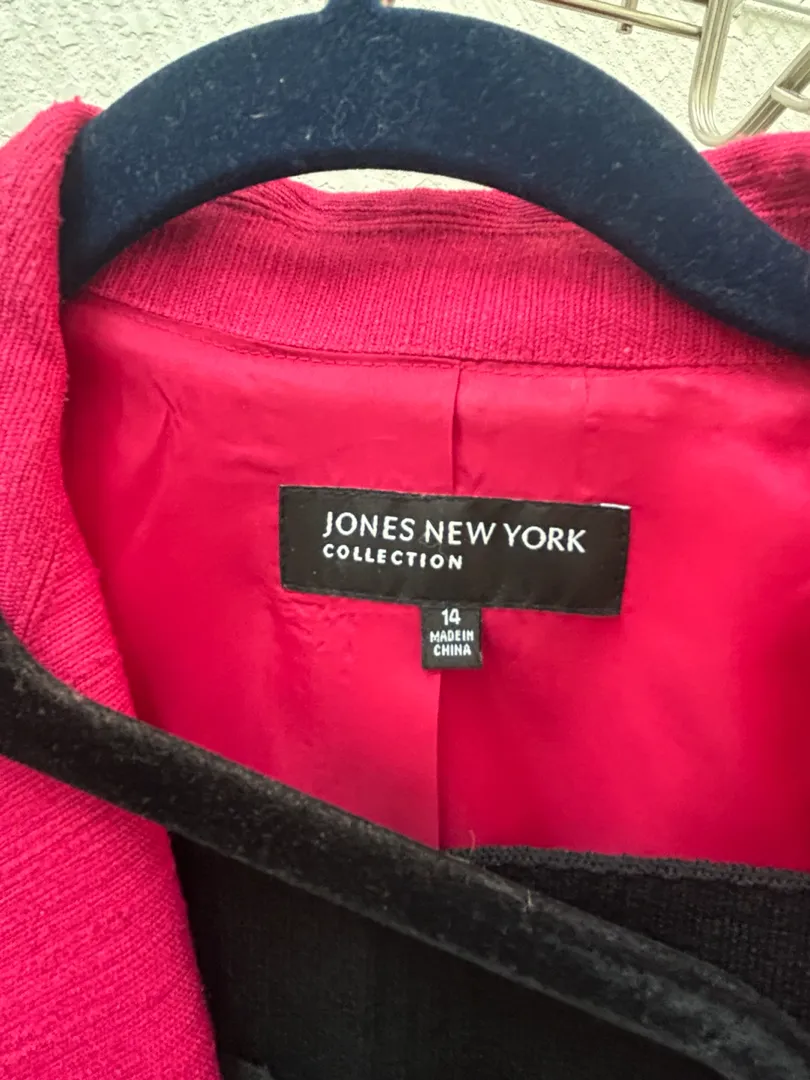 JONES NEW YORK
COLLECTION
14
MADE IN
CHINA